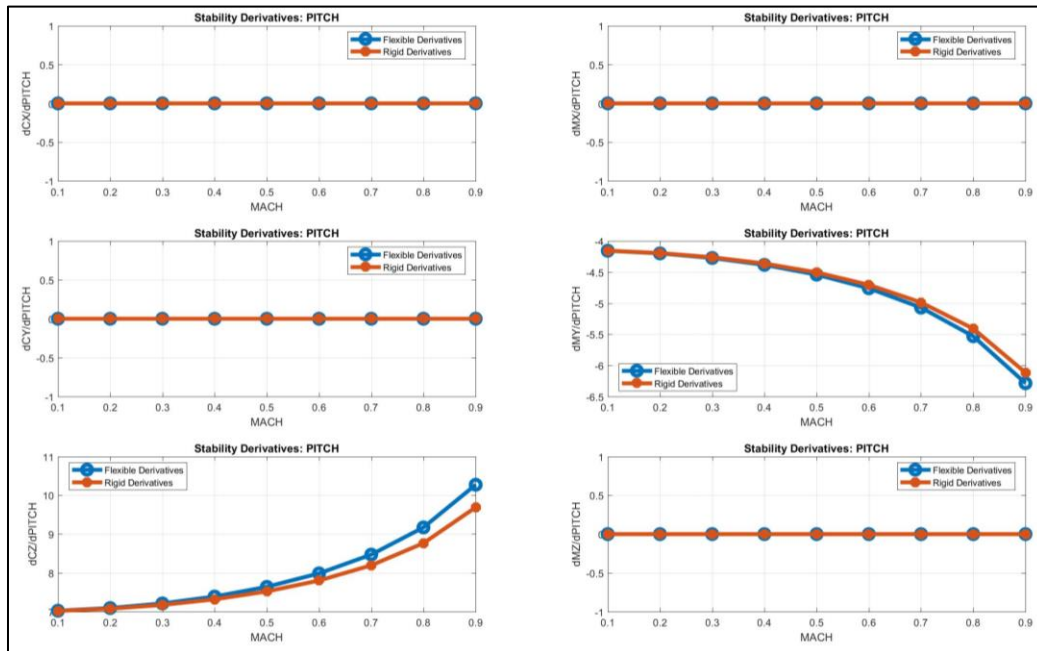 Stability Derivatives: PITCH
1
0.5
0
-0.5
-1
dCX/dPITCH
Flexible Derivatives
Rigid Derivatives
0.1 0.2 0.3 0.4 0.5 0.6 0.7 0.8 0.9
MACH
Stability Derivatives: PITCH
1
0.5
0
-0.5
-1
dMX/dPITCH
Flexible Derivatives
Rigid Derivatives
0.1 0.2 0.3 0.4 0.5 0.6 0.7 0.8 0.9
MACH
Stability Derivatives: PITCH
1
0.5
0
-0.5
-1
dCY/dPITCH
Flexible Derivatives
Rigid Derivatives
0.1 0.2 0.3 0.4 0.5 0.6 0.7 0.8 0.9
MACH
Stability Derivatives: PITCH
-4
-4.5
-5
-5.5
-6
-6.5
dMY/dPITCH
Flexible Derivatives
Rigid Derivatives
0.1 0.2 0.3 0.4 0.5 0.6 0.7 0.8 0.9
MACH
Stability Derivatives: PITCH
11
10
9
8
7
dCZ/dPITCH
Flexible Derivatives
Rigid Derivatives
0.1 0.2 0.3 0.4 0.5 0.6 0.7 0.8 0.9
MACH
Stability Derivatives: PITCH
1
0.5
0
-0.5
-1
dMZ/dPITCH
Flexible Derivatives
Rigid Derivatives
0.1 0.2 0.3 0.4 0.5 0.6 0.7 0.8 0.9
MACH